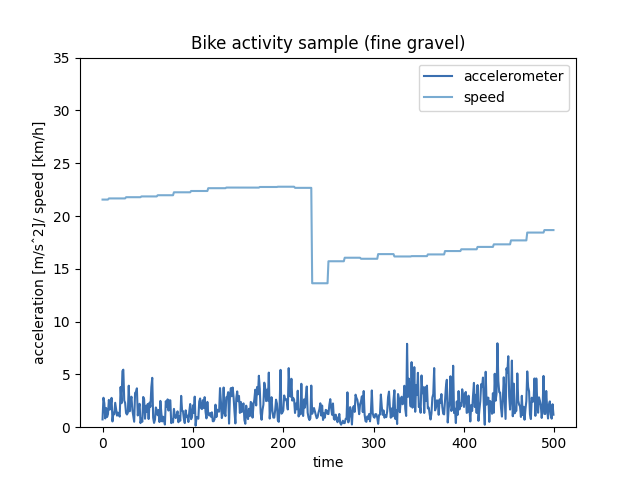 Bike activity sample (fine gravel)
accelerometer
speed
acceleration [m/sˆ2]/ speed [km/h]
35
30
25
20
15
10
5
0
0 100 200 300 400 500
time